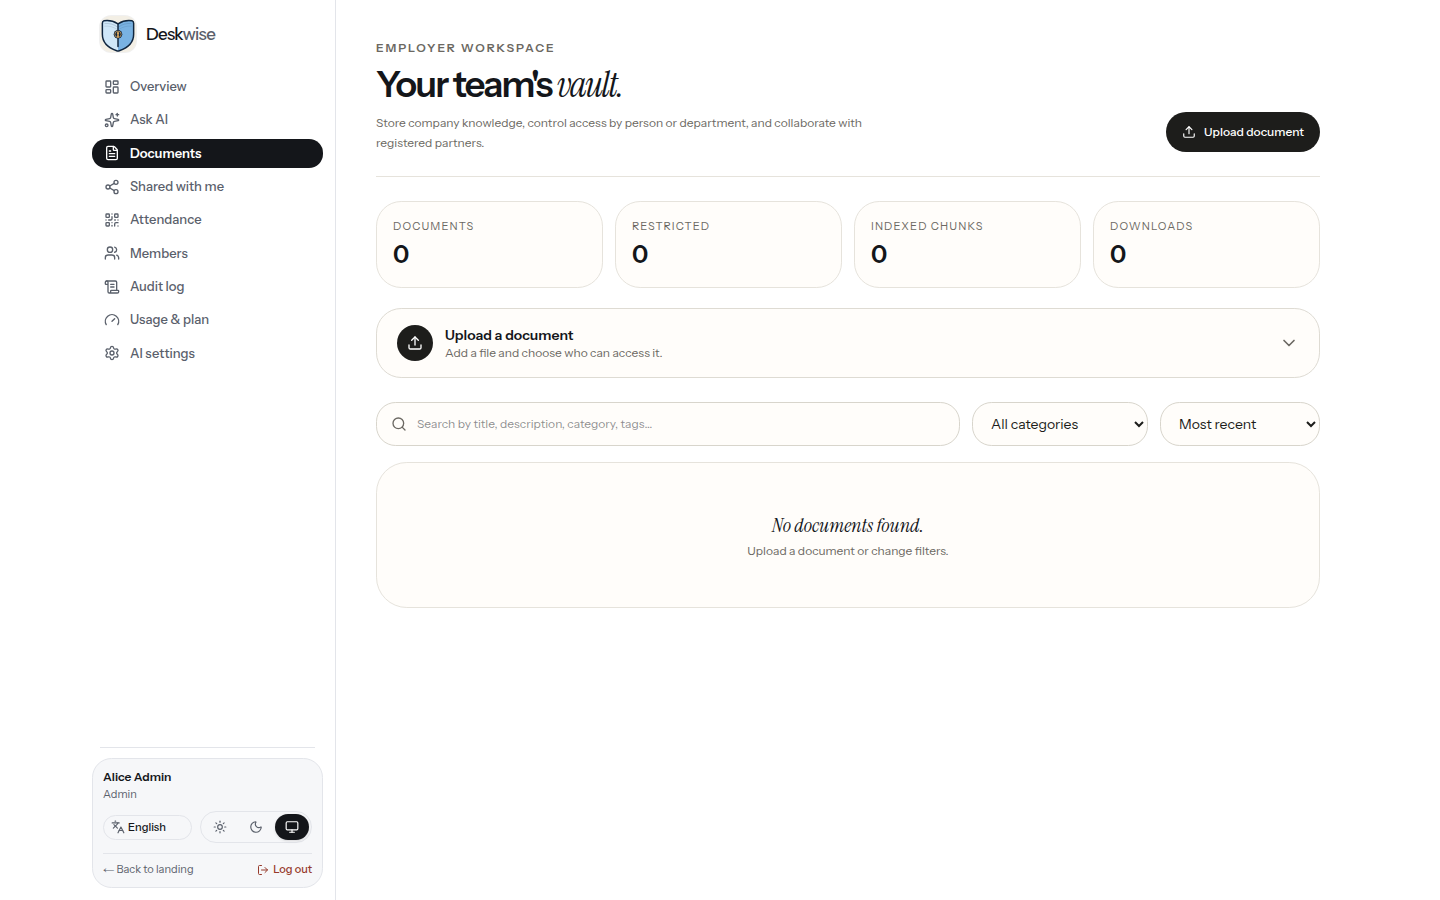 Deskwise
Overview
Ask AI
Documents
Shared with me
Attendance
Members
Audit log
Usage & plan
AI settings
Alice Admin
Admin
English
← Back to landing
Log out
EMPLOYER WORKSPACE
Your team's vault.
Store company knowledge, control access by person or department, and collaborate with
registered partners.
Upload document
DOCUMENTS
0
RESTRICTED
0
INDEXED CHUNKS
0
DOWNLOADS
0
Upload a document
Add a file and choose who can access it.
Search by title, description, category, tags...
All categories
Most recent
No documents found.
Upload a document or change filters.